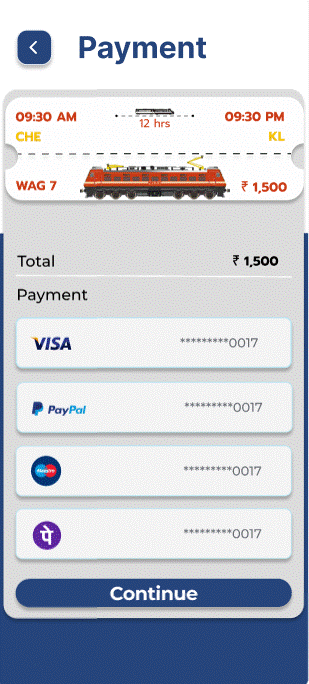 Payment
09:30 AM
09:30 PM
12 hrs
CHE
KL
WAG 7
₹ 1,500
Total
₹ 1,500
Payment
VISA
*********0017
PayPal
*********0017
Maestro
*********0017
पे
*********0017
Continue